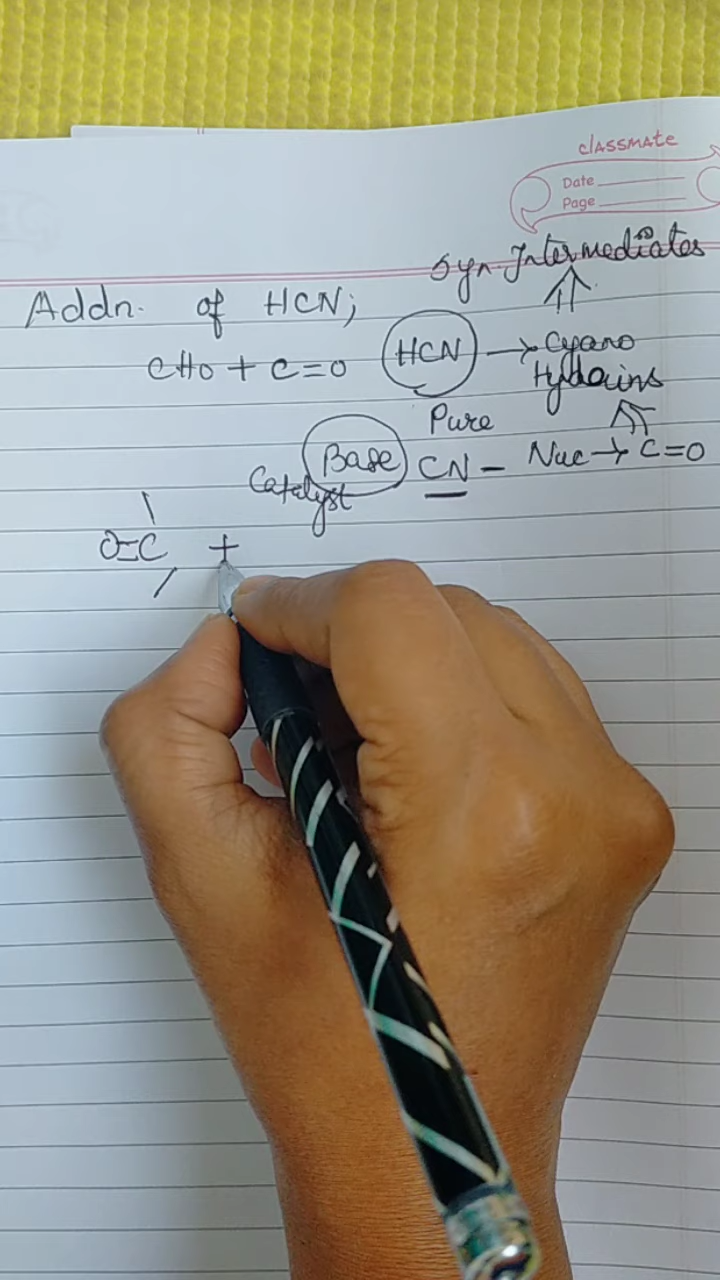 classmate
Date
Page
Syn. Intermediates
Addn. of HCN;
CHO + C=O HCN → Cyano
Hydrins
Pure
Base CN - Nuc → C=O
Catalyst
O=C +